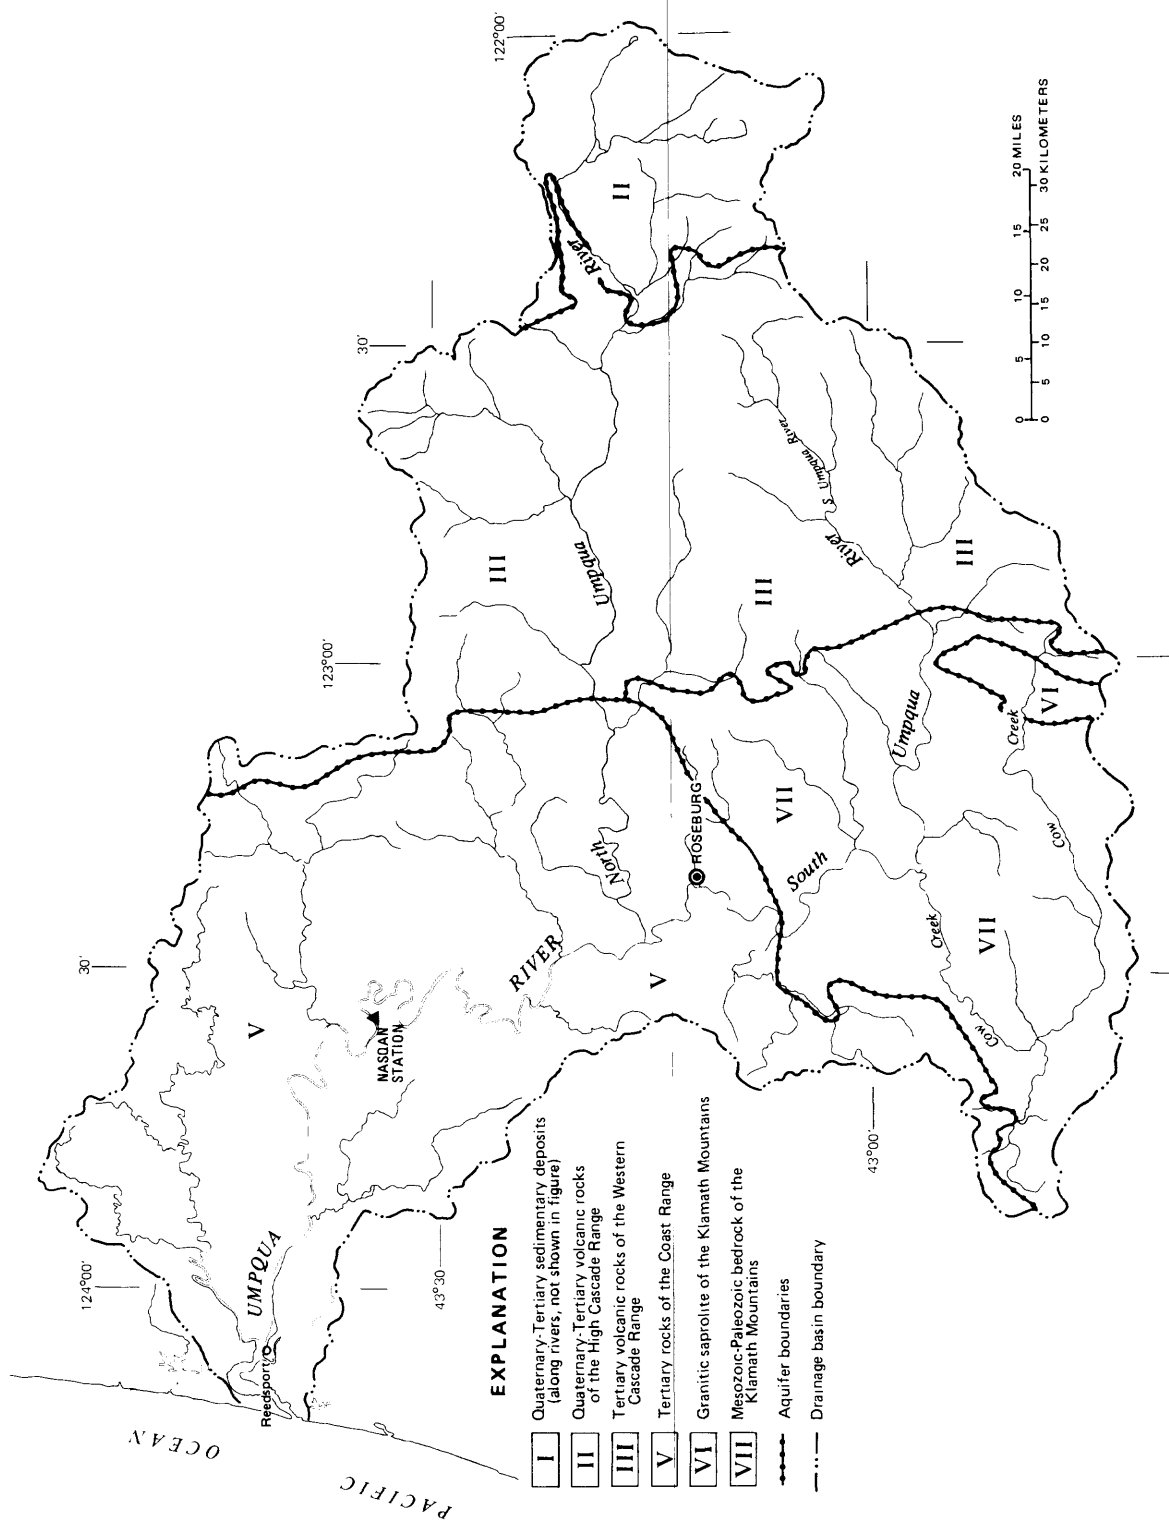 124°00'
30'
123°00'
30'
122°00'
PACIFIC
OCEAN
Reedsport
UMPQUA
V
NASQAN
STATION
RIVER
V
43°30'
North
Umpqua
River
III
II
ROSEBURG
III
South
VII
Umpqua
River
S. Umpqua River
III
43°00'
Cow
Creek
VII
Cow
Creek
VI
EXPLANATION
I
Quaternary-Tertiary sedimentary deposits
(along rivers, not shown in figure)
II
Quaternary-Tertiary volcanic rocks
of the High Cascade Range
III
Tertiary volcanic rocks of the Western
Cascade Range
V
Tertiary rocks of the Coast Range
VI
Granitic saprolite of the Klamath Mountains
VII
Mesozoic-Paleozoic bedrock of the
Klamath Mountains
Aquifer boundaries
Drainage basin boundary
0 5 10 15 20 MILES
0 5 10 15 20 25 30 KILOMETERS